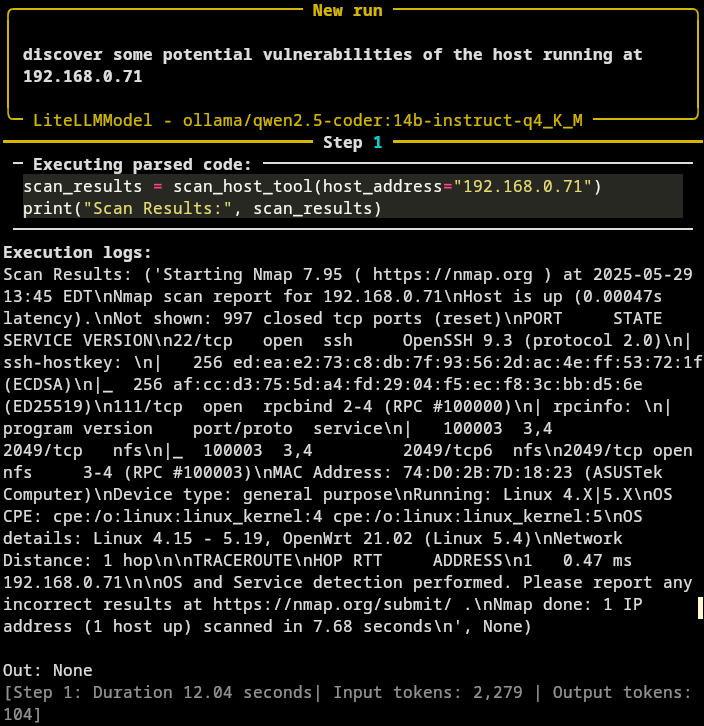 New run
discover some potential vulnerabilities of the host running at
192.168.0.71
LiteLLMModel - ollama/qwen2.5-coder:14b-instruct-q4_K_M
Step 1
Executing parsed code:
scan_results = scan_host_tool(host_address="192.168.0.71")
print("Scan Results:", scan_results)
Execution logs:
Scan Results: ('Starting Nmap 7.95 ( https://nmap.org ) at 2025-05-29
13:45 EDT\nNmap scan report for 192.168.0.71\nHost is up (0.00047s
latency).\nNot shown: 997 closed tcp ports (reset)\nPORT     STATE
SERVICE VERSION\n22/tcp   open  ssh     OpenSSH 9.3 (protocol 2.0)\n|
ssh-hostkey: \n|   256 ed:ea:e2:73:c8:db:7f:93:56:2d:ac:4e:ff:53:72:1f
(ECDSA)\n|_  256 af:cc:d3:75:5d:a4:fd:29:04:f5:ec:f8:3c:bb:d5:6e
(ED25519)\n111/tcp  open  rpcbind 2-4 (RPC #100000)\n| rpcinfo: \n|
program version    port/proto  service\n|   100003  3,4
2049/tcp   nfs\n|_  100003  3,4         2049/tcp6  nfs\n2049/tcp open
nfs     3-4 (RPC #100003)\nMAC Address: 74:D0:2B:7D:18:23 (ASUSTek
Computer)\nDevice type: general purpose\nRunning: Linux 4.X|5.X\nOS
CPE: cpe:/o:linux:linux_kernel:4 cpe:/o:linux:linux_kernel:5\nOS
details: Linux 4.15 - 5.19, OpenWrt 21.02 (Linux 5.4)\nNetwork
Distance: 1 hop\n\nTRACEROUTE\nHOP RTT     ADDRESS\n1   0.47 ms
192.168.0.71\n\nOS and Service detection performed. Please report any
incorrect results at https://nmap.org/submit/ .\nNmap done: 1 IP
address (1 host up) scanned in 7.68 seconds\n', None)
Out: None
[Step 1: Duration 12.04 seconds| Input tokens: 2,279 | Output tokens:
104]